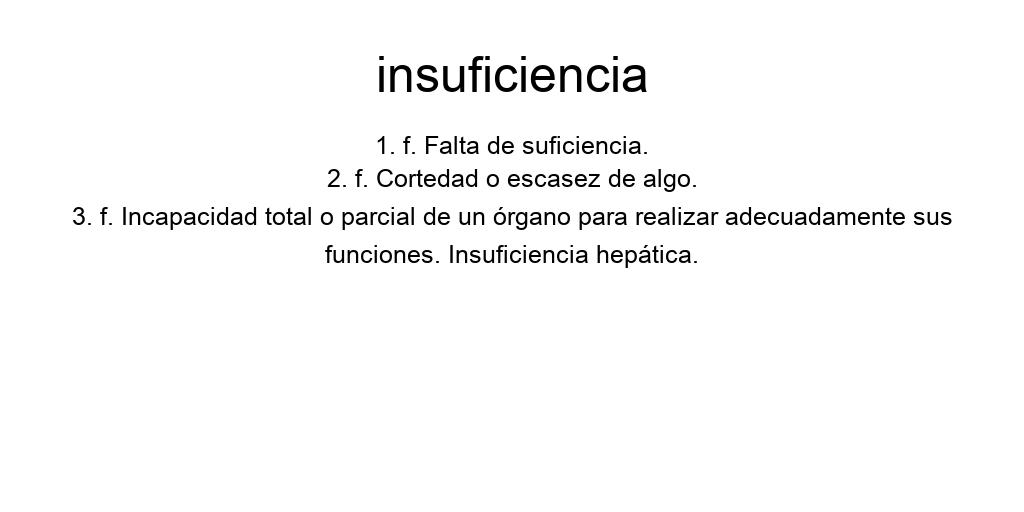 insuficiencia
1. f. Falta de suficiencia.
2. f. Cortedad o escasez de algo.
3. f. Incapacidad total o parcial de un órgano para realizar adecuadamente sus
funciones. Insuficiencia hepática.